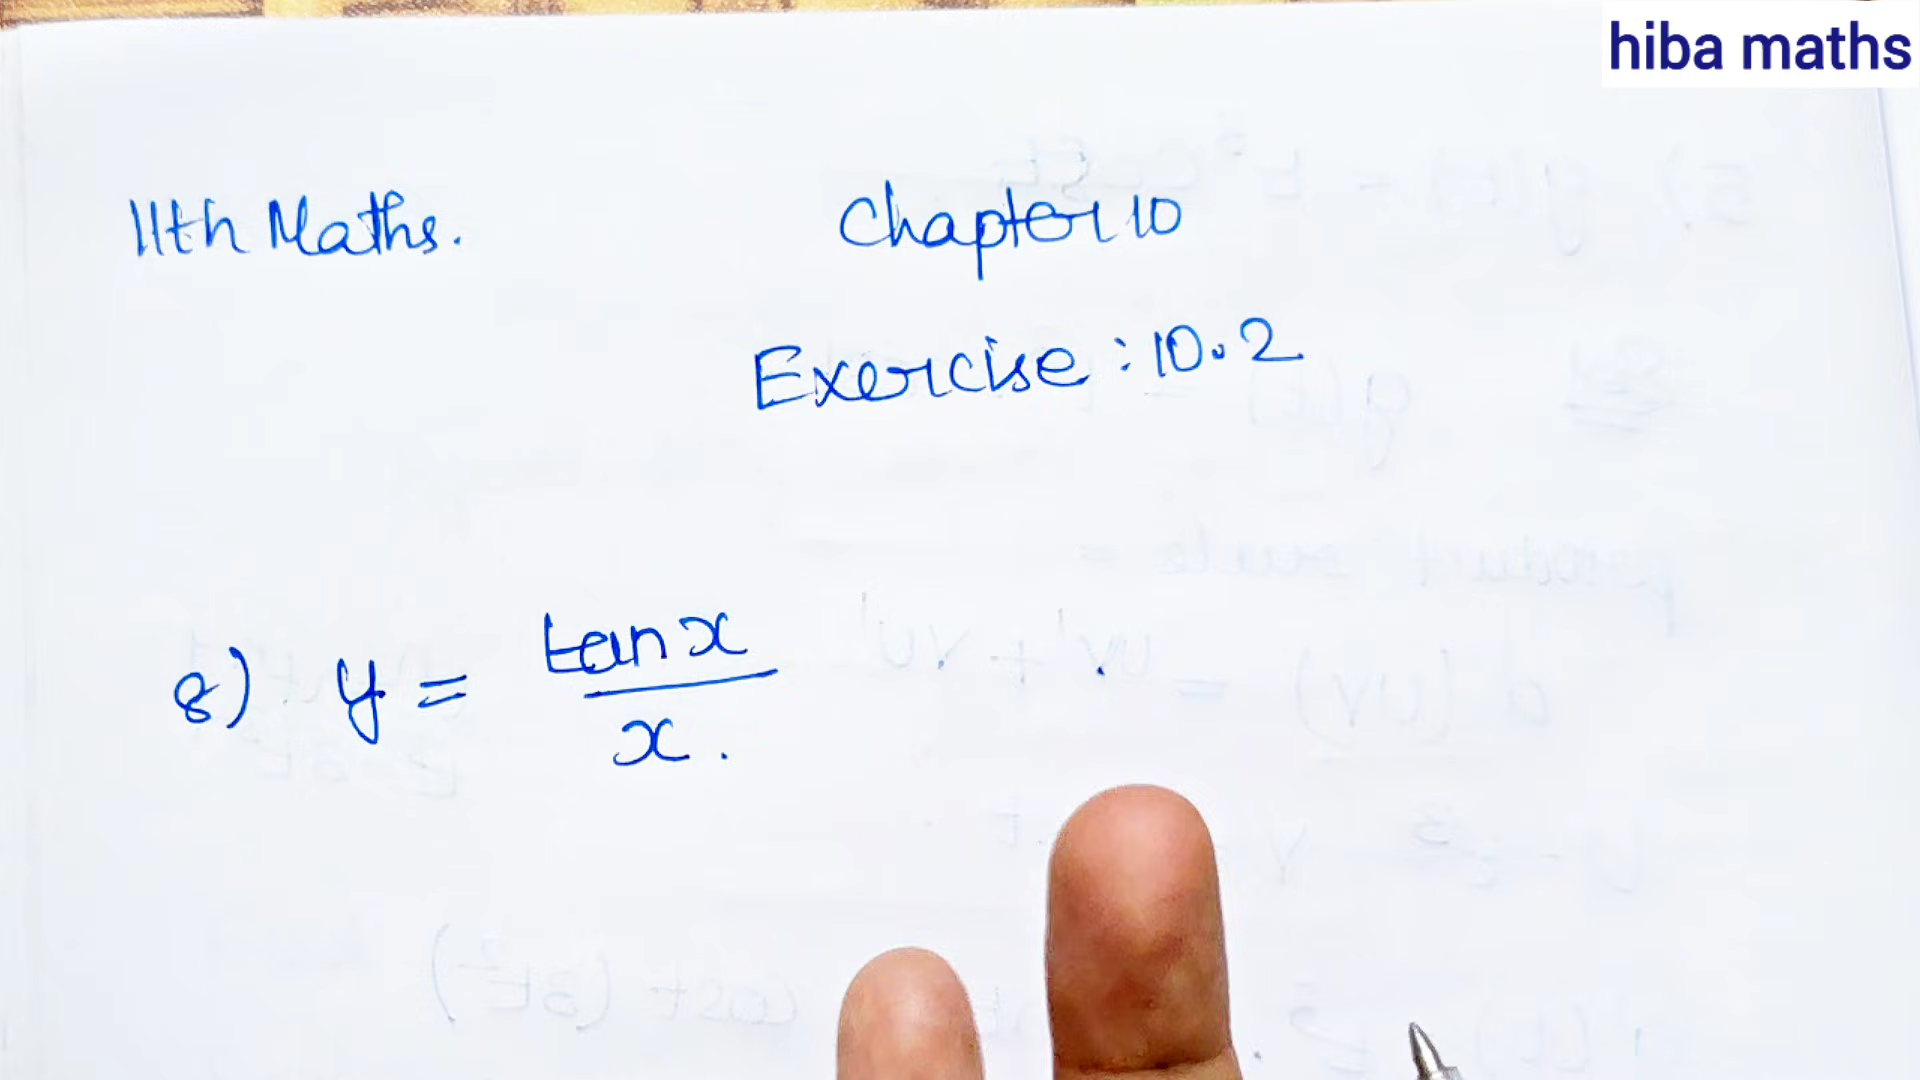 hiba maths
11th Maths. Chapter 10
Exercise : 10.2
8) y = tan x / x.